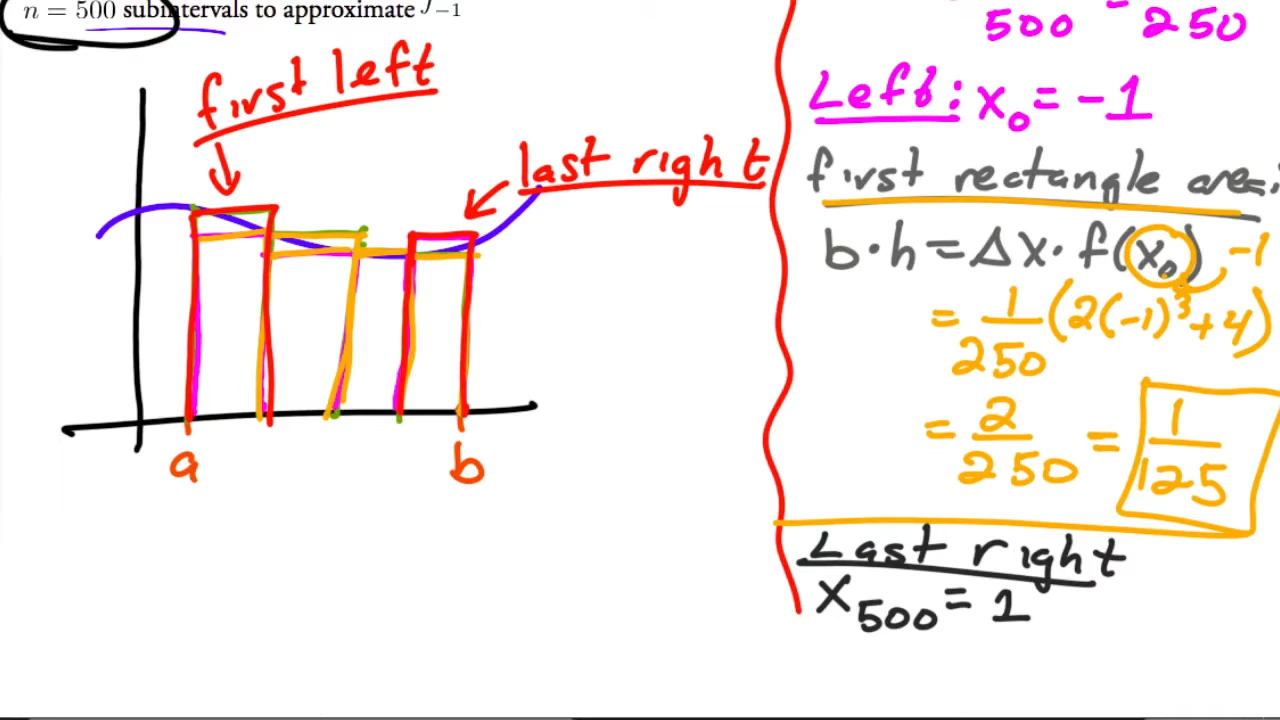 n = 500 subintervals to approximate ∫₋₁
first left
last right
a
b
500 = 250
Left: x₀ = -1
first rectangle area:
b·h = Δx· f(x₀) -1
= 1/250 (2(-1)³+4)
= 2/250 = 1/125
Last right
x₅₀₀ = 1